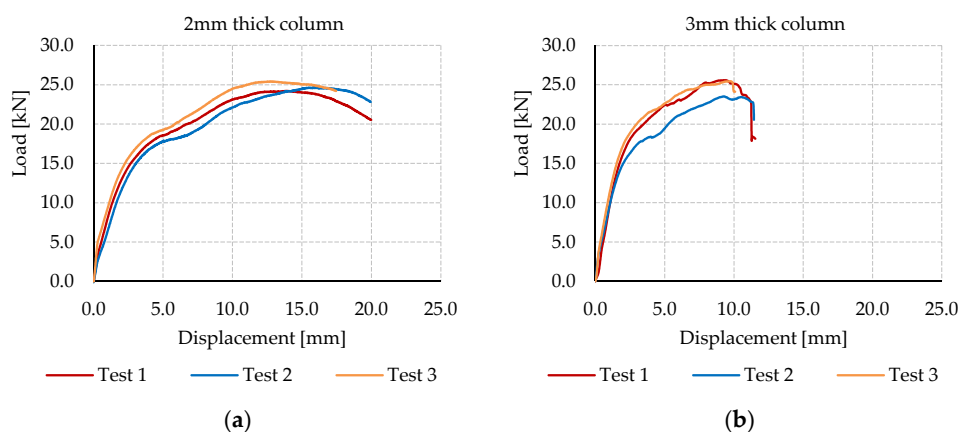 2mm thick column
30.0
25.0
20.0
15.0
10.0
5.0
0.0
Load [kN]
0.0 5.0 10.0 15.0 20.0 25.0
Displacement [mm]
Test 1 Test 2 Test 3
(a)
3mm thick column
30.0
25.0
20.0
15.0
10.0
5.0
0.0
Load [kN]
0.0 5.0 10.0 15.0 20.0 25.0
Displacement [mm]
Test 1 Test 2 Test 3
(b)